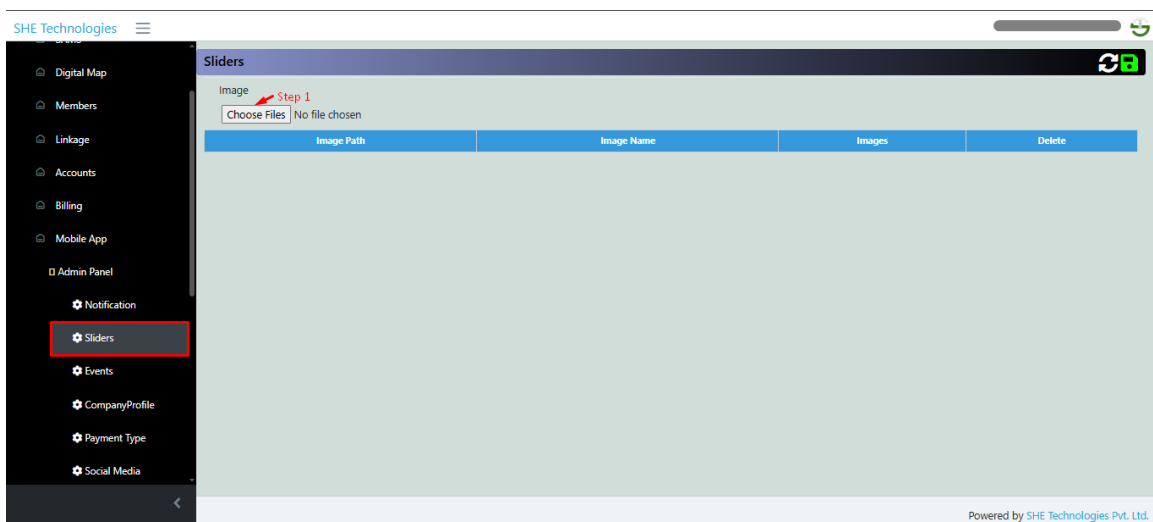 SHE Technologies
Digital Map
Members
Linkage
Accounts
Billing
Mobile App
Admin Panel
Notification
Sliders
Events
CompanyProfile
Payment Type
Social Media
Sliders
Image
Step 1
Choose Files No file chosen
Image Path Image Name Images Delete
Powered by SHE Technologies Pvt. Ltd.